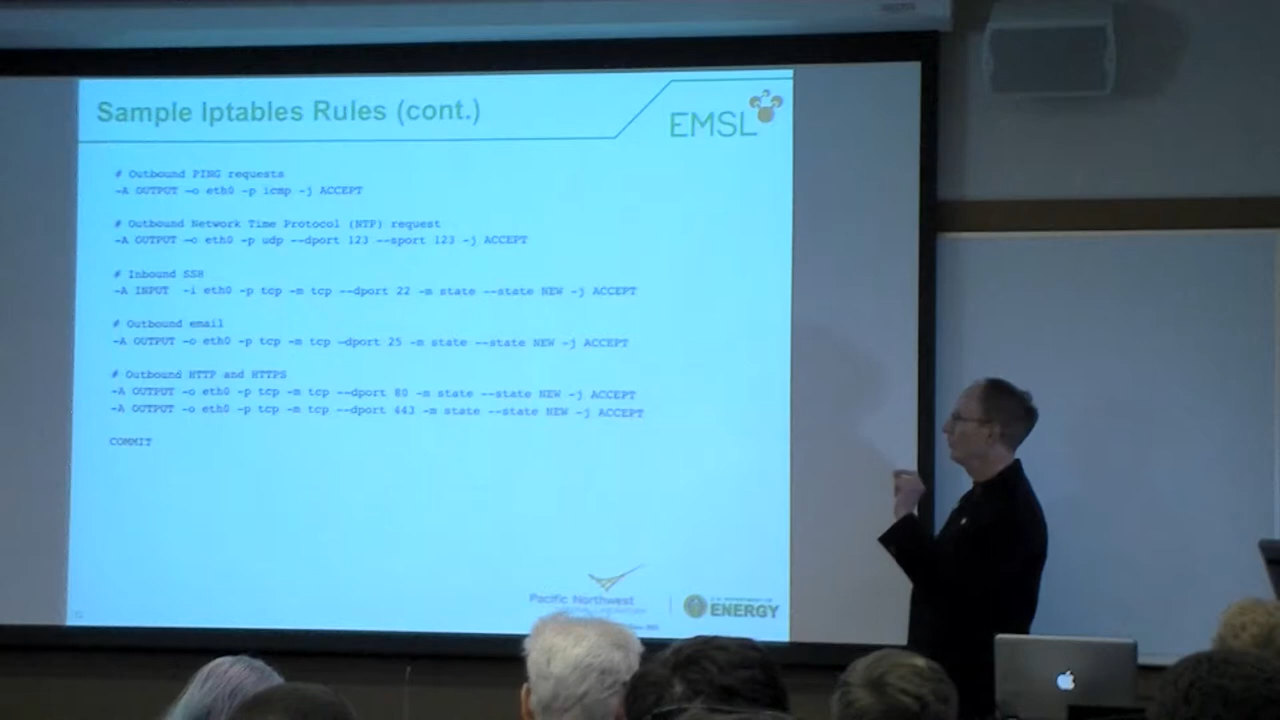 Sample Iptables Rules (cont.)
EMSL
# Outbound PING requests
-A OUTPUT -o eth0 -p icmp -j ACCEPT
# Outbound Network Time Protocol (NTP) request
-A OUTPUT -o eth0 -p udp --dport 123 --sport 123 -j ACCEPT
# Inbound SSH
-A INPUT -i eth0 -p tcp -m tcp --dport 22 -m state --state NEW -j ACCEPT
# Outbound email
-A OUTPUT -o eth0 -p tcp -m tcp –dport 25 -m state --state NEW -j ACCEPT
# Outbound HTTP and HTTPS
-A OUTPUT -o eth0 -p tcp -m tcp --dport 80 -m state --state NEW -j ACCEPT
-A OUTPUT -o eth0 -p tcp -m tcp --dport 443 -m state --state NEW -j ACCEPT
COMMIT
Pacific Northwest
ENERGY